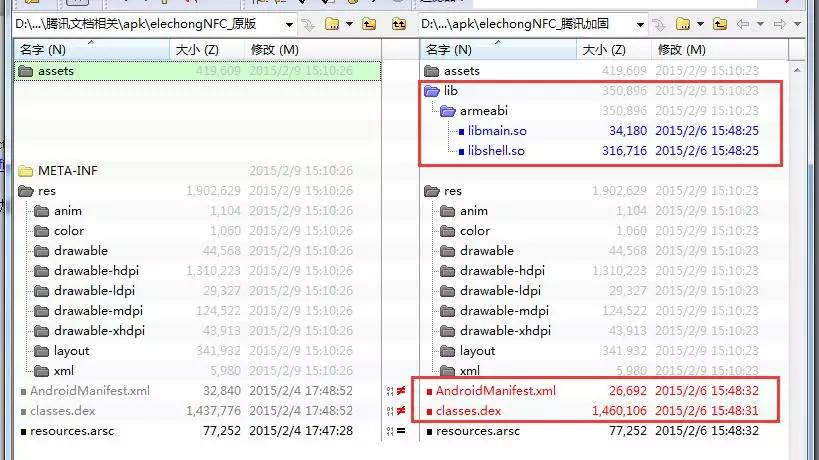 D:\...\腾讯文档相关\apk\elechongNFC_原版 D:\...\apk\elechongNFC_腾讯加固
名字 (N) 大小 (Z) 修改 (M) 名字 (N) 大小 (Z) 修改 (M)
assets 419,609 2015/2/9 15:10:26 assets 419,609 2015/2/9 15:10:23
lib 350,896 2015/2/9 15:10:23
armeabi 350,896 2015/2/9 15:10:23
libmain.so 34,180 2015/2/6 15:48:25
libshell.so 316,716 2015/2/6 15:48:25
META-INF 2015/2/9 15:10:26
res 1,902,629 2015/2/9 15:10:26 res 1,902,629 2015/2/9 15:10:23
anim 1,104 2015/2/9 15:10:26 anim 1,104 2015/2/9 15:10:23
color 1,060 2015/2/9 15:10:26 color 1,060 2015/2/9 15:10:23
drawable 44,568 2015/2/9 15:10:26 drawable 44,568 2015/2/9 15:10:23
drawable-hdpi 1,310,223 2015/2/9 15:10:26 drawable-hdpi 1,310,223 2015/2/9 15:10:23
drawable-ldpi 29,327 2015/2/9 15:10:26 drawable-ldpi 29,327 2015/2/9 15:10:23
drawable-mdpi 124,522 2015/2/9 15:10:26 drawable-mdpi 124,522 2015/2/9 15:10:23
drawable-xhdpi 43,913 2015/2/9 15:10:26 drawable-xhdpi 43,913 2015/2/9 15:10:23
layout 341,932 2015/2/9 15:10:26 layout 341,932 2015/2/9 15:10:23
xml 5,980 2015/2/9 15:10:26 xml 5,980 2015/2/9 15:10:23
AndroidManifest.xml 32,840 2015/2/4 17:48:52 ≠ AndroidManifest.xml 26,692 2015/2/6 15:48:32
classes.dex 1,437,776 2015/2/4 17:48:52 ≠ classes.dex 1,460,106 2015/2/6 15:48:31
resources.arsc 77,252 2015/2/4 17:47:28 = resources.arsc 77,252 2015/2/6 15:48:32